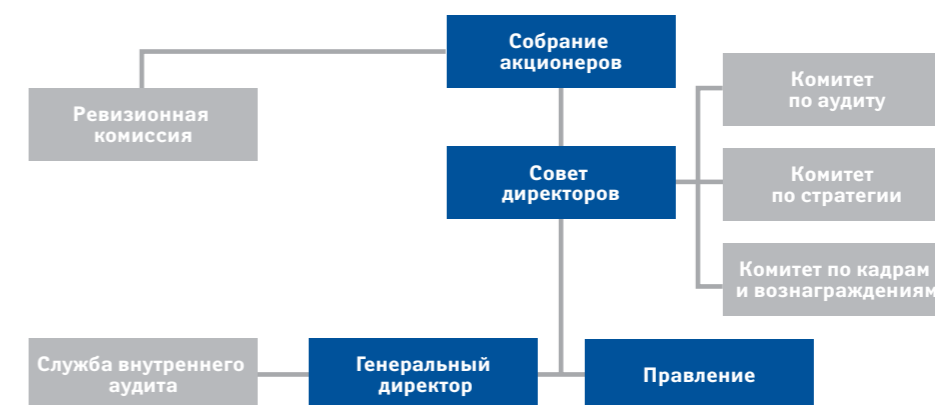 Собрание
акционеров
Ревизионная
комиссия
Комитет
по аудиту
Совет
директоров
Комитет
по стратегии
Комитет по кадрам
и вознаграждениям
Служба внутреннего
аудита
Генеральный
директор
Правление